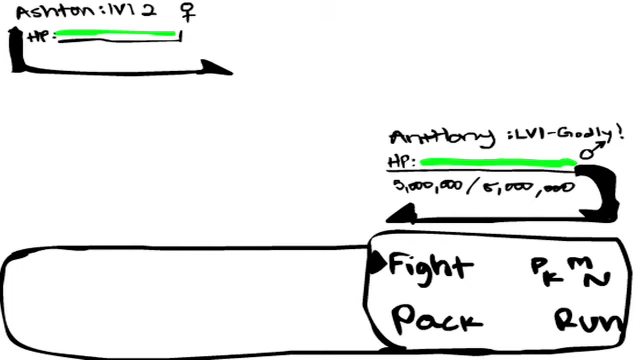 Ashton:lvl 2 ♀
HP:
Anthony :LVl-Godly!
HP: ♂
5,000,000/5,000,000
Fight PKMN
Pack Run